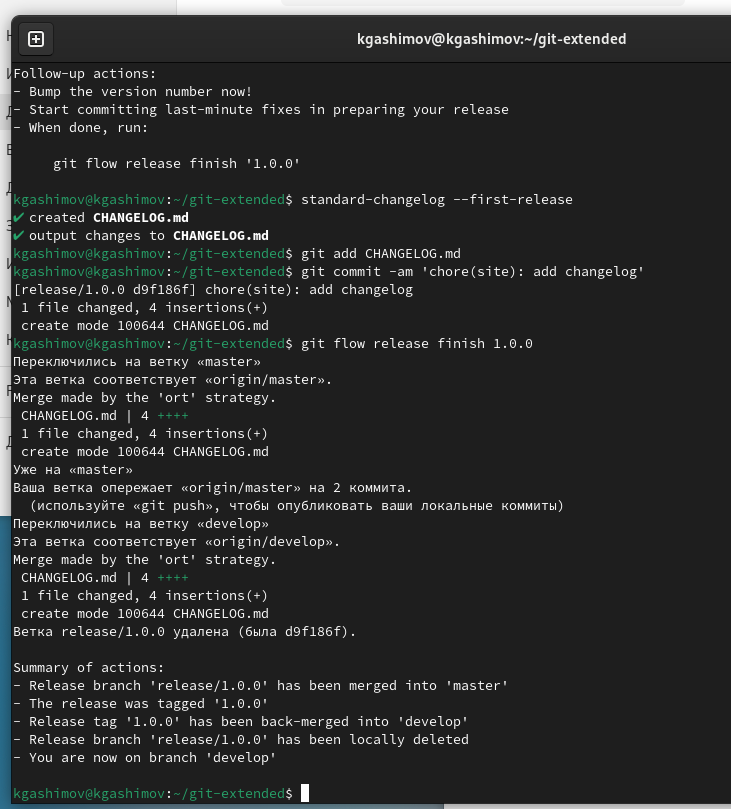 kgashimov@kgashimov:~/git-extended
Follow-up actions:
- Bump the version number now!
- Start committing last-minute fixes in preparing your release
- When done, run:
git flow release finish '1.0.0'
kgashimov@kgashimov:~/git-extended$ standard-changelog --first-release
✔ created CHANGELOG.md
✔ output changes to CHANGELOG.md
kgashimov@kgashimov:~/git-extended$ git add CHANGELOG.md
kgashimov@kgashimov:~/git-extended$ git commit -am 'chore(site): add changelog'
[release/1.0.0 d9f186f] chore(site): add changelog
1 file changed, 4 insertions(+)
create mode 100644 CHANGELOG.md
kgashimov@kgashimov:~/git-extended$ git flow release finish 1.0.0
Переключились на ветку «master»
Эта ветка соответствует «origin/master».
Merge made by the 'ort' strategy.
CHANGELOG.md | 4 ++++
1 file changed, 4 insertions(+)
create mode 100644 CHANGELOG.md
Уже на «master»
Ваша ветка опережает «origin/master» на 2 коммита.
(используйте «git push», чтобы опубликовать ваши локальные коммиты)
Переключились на ветку «develop»
Эта ветка соответствует «origin/develop».
Merge made by the 'ort' strategy.
CHANGELOG.md | 4 ++++
1 file changed, 4 insertions(+)
create mode 100644 CHANGELOG.md
Ветка release/1.0.0 удалена (была d9f186f).
Summary of actions:
- Release branch 'release/1.0.0' has been merged into 'master'
- The release was tagged '1.0.0'
- Release tag '1.0.0' has been back-merged into 'develop'
- Release branch 'release/1.0.0' has been locally deleted
- You are now on branch 'develop'
kgashimov@kgashimov:~/git-extended$